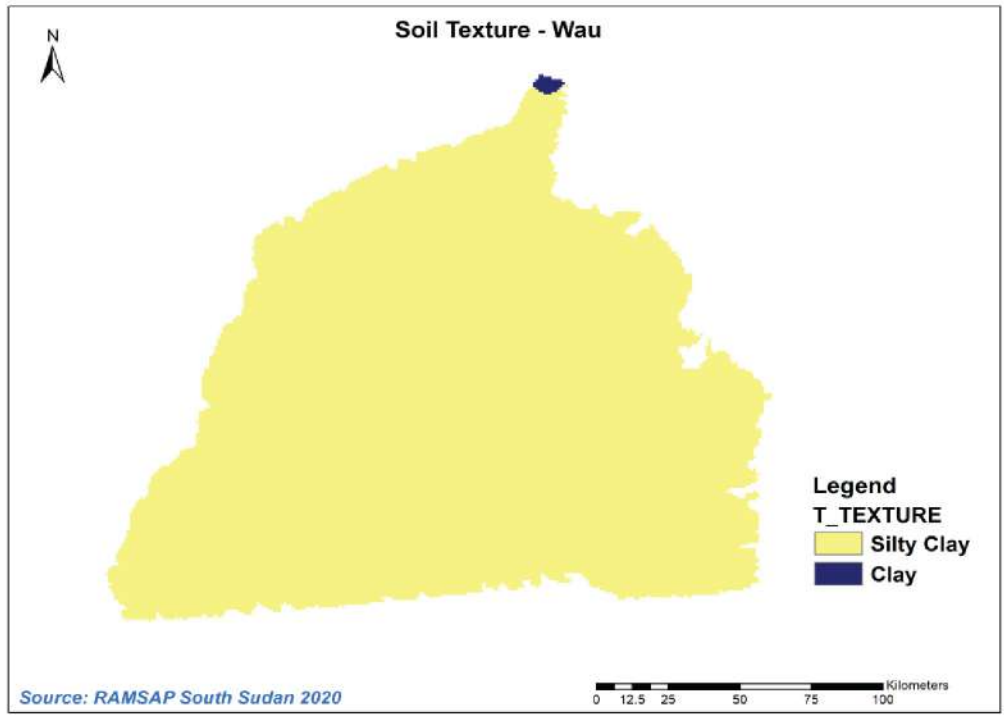 Soil Texture - Wau
N
Legend
T_TEXTURE
Silty Clay
Clay
Source: RAMSAP South Sudan 2020
Kilometers
0 12.5 25 50 75 100